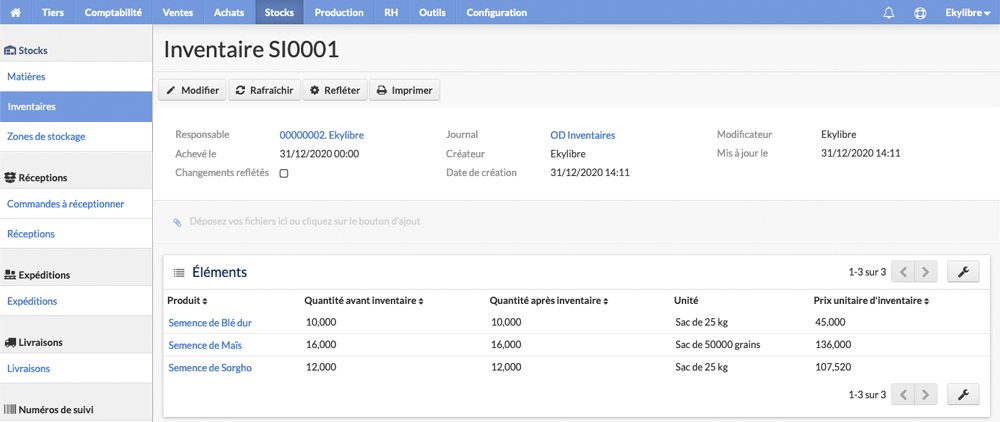 Tiers Comptabilité Ventes Achats Stocks Production RH Outils Configuration Ekylibre
Stocks
Matières
Inventaires
Zones de stockage
Réceptions
Commandes à réceptionner
Réceptions
Expéditions
Expéditions
Livraisons
Livraisons
Numéros de suivi
Inventaire SI0001
Modifier Rafraîchir Refléter Imprimer
Responsable 00000002. Ekylibre Journal OD Inventaires Modificateur Ekylibre
Achevé le 31/12/2020 00:00 Créateur Ekylibre Mis à jour le 31/12/2020 14:11
Changements reflétés Date de création 31/12/2020 14:11
Déposez vos fichiers ici ou cliquez sur le bouton d'ajout
Éléments 1-3 sur 3
Produit Quantité avant inventaire Quantité après inventaire Unité Prix unitaire d'inventaire
Semence de Blé dur 10,000 10,000 Sac de 25 kg 45,000
Semence de Maïs 16,000 16,000 Sac de 50000 grains 136,000
Semence de Sorgho 12,000 12,000 Sac de 25 kg 107,520
1-3 sur 3